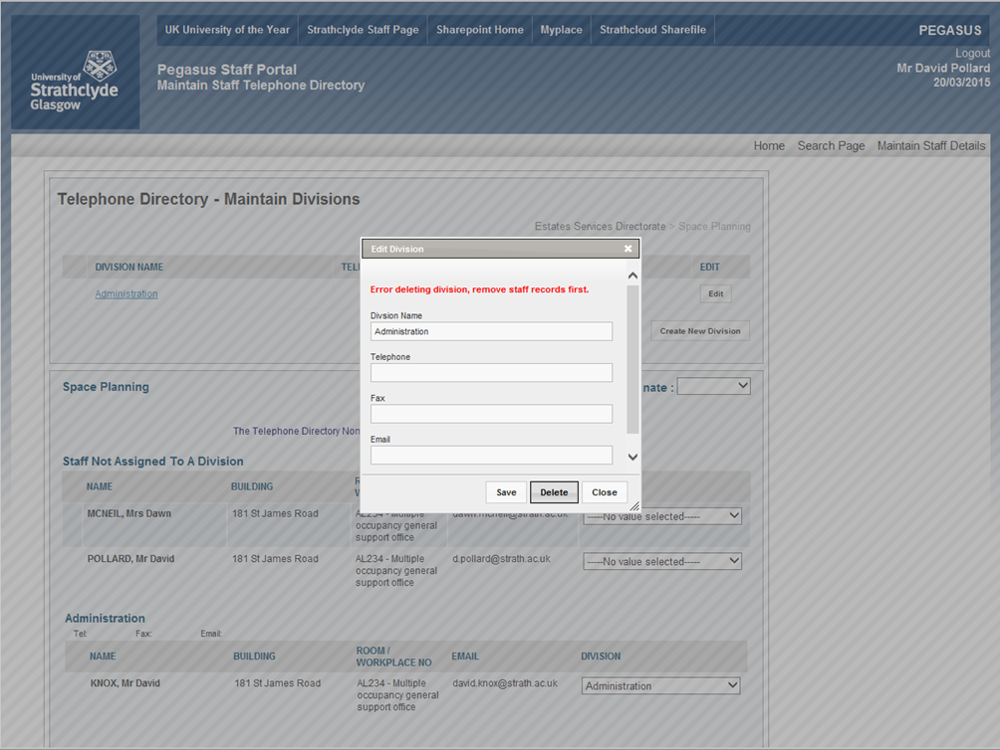 UK University of the Year
Strathclyde Staff Page
Sharepoint Home
Myplace
Strathcloud Sharefile
PEGASUS
Logout
Mr David Pollard
20/03/2015
University of
Strathclyde
Glasgow
Pegasus Staff Portal
Maintain Staff Telephone Directory
Home
Search Page
Maintain Staff Details
Telephone Directory - Maintain Divisions
Estates Services Directorate > Space Planning
DIVISION NAME
EDIT
Administration
Edit
Create New Division
Edit Division
Error deleting division, remove staff records first.
Divsion Name
Administration
Telephone
Fax
Email
Save
Delete
Close
Space Planning
nate :
The Telephone Directory
Staff Not Assigned To A Division
NAME
BUILDING
MCNEIL, Mrs Dawn
181 St James Road
AL234 - Multiple
occupancy general
support office
dawn.mcneil@strath.ac.uk
-----No value selected-----
POLLARD, Mr David
181 St James Road
AL234 - Multiple
occupancy general
support office
d.pollard@strath.ac.uk
-----No value selected-----
Administration
Tel:
Fax:
Email:
NAME
BUILDING
ROOM /
WORKPLACE NO
EMAIL
DIVISION
KNOX, Mr David
181 St James Road
AL234 - Multiple
occupancy general
support office
david.knox@strath.ac.uk
Administration